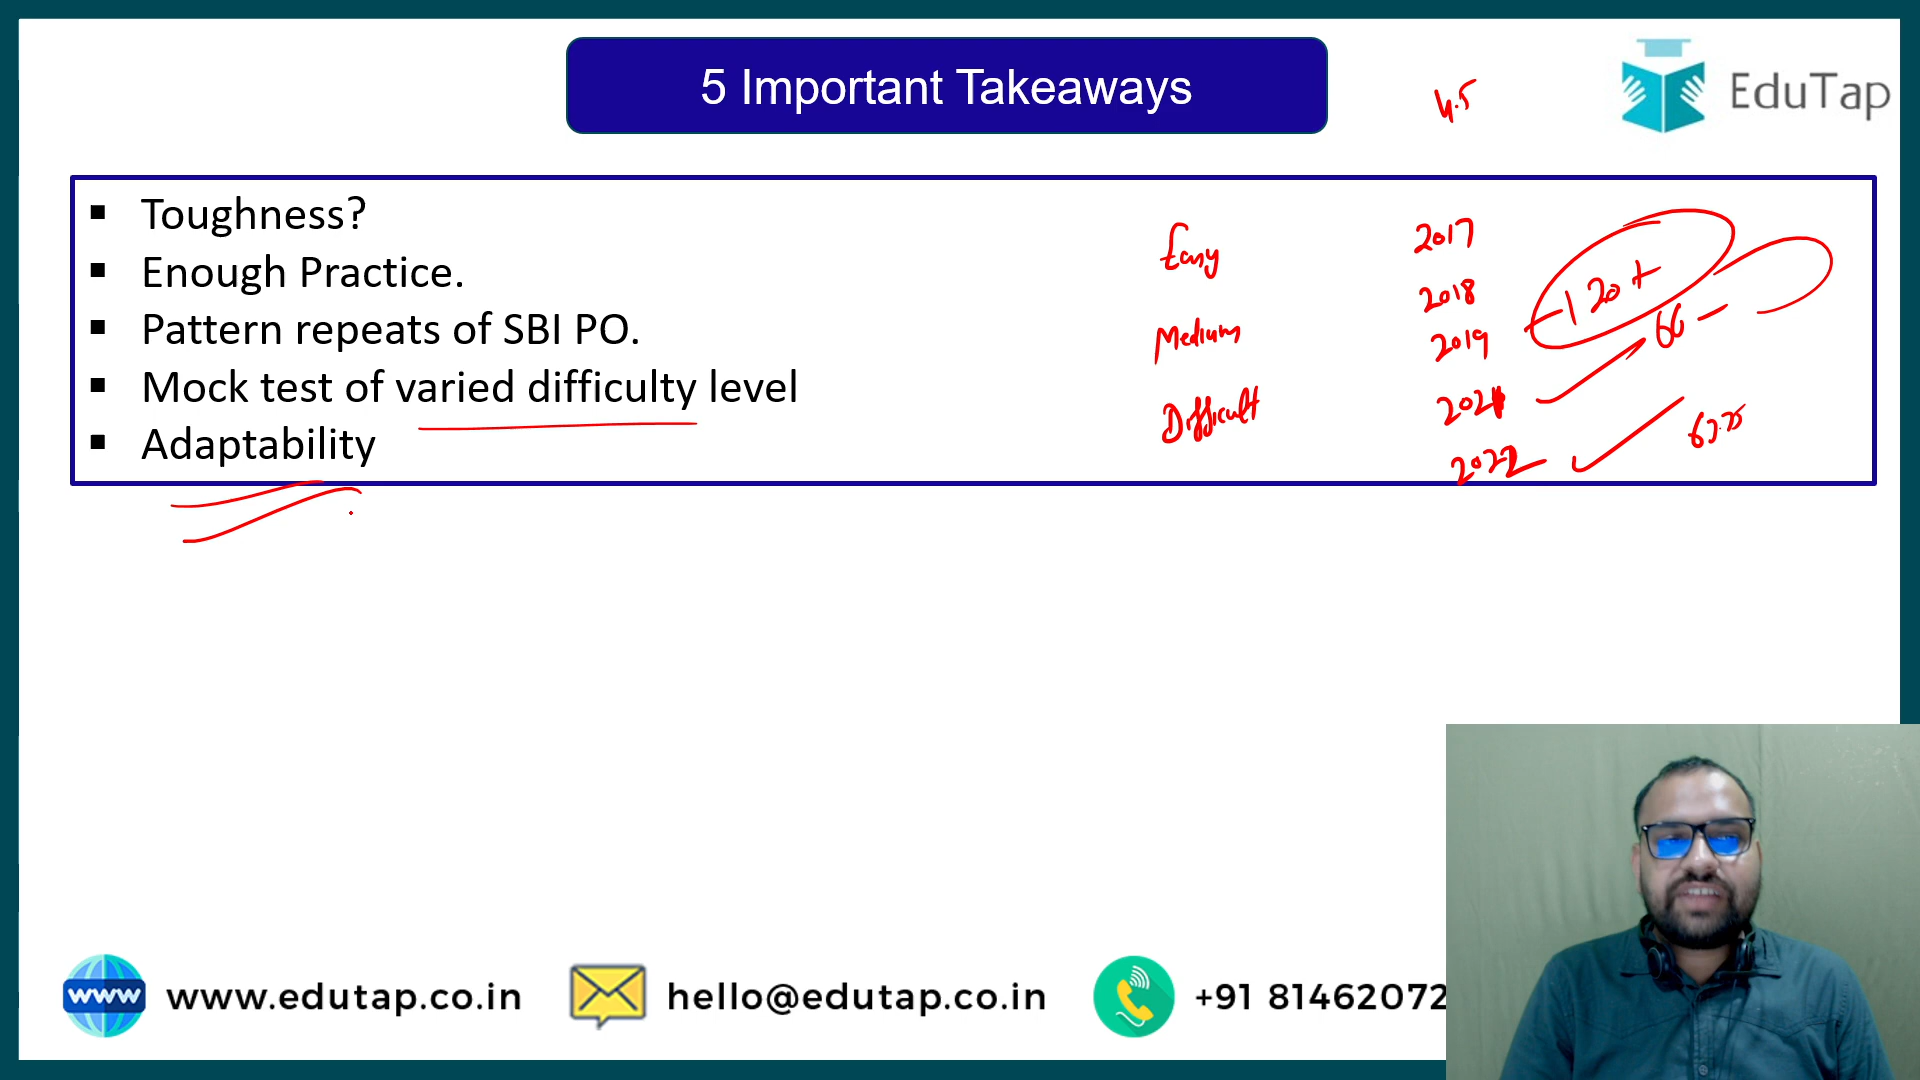 5 Important Takeaways
4.5
EduTap
▪ Toughness?
▪ Enough Practice.
▪ Pattern repeats of SBI PO.
▪ Mock test of varied difficulty level
▪ Adaptability
Easy
Medium
Difficult
2017
2018
2019
2021
2022
120+
66
www
www.edutap.co.in
hello@edutap.co.in
+91 81462072